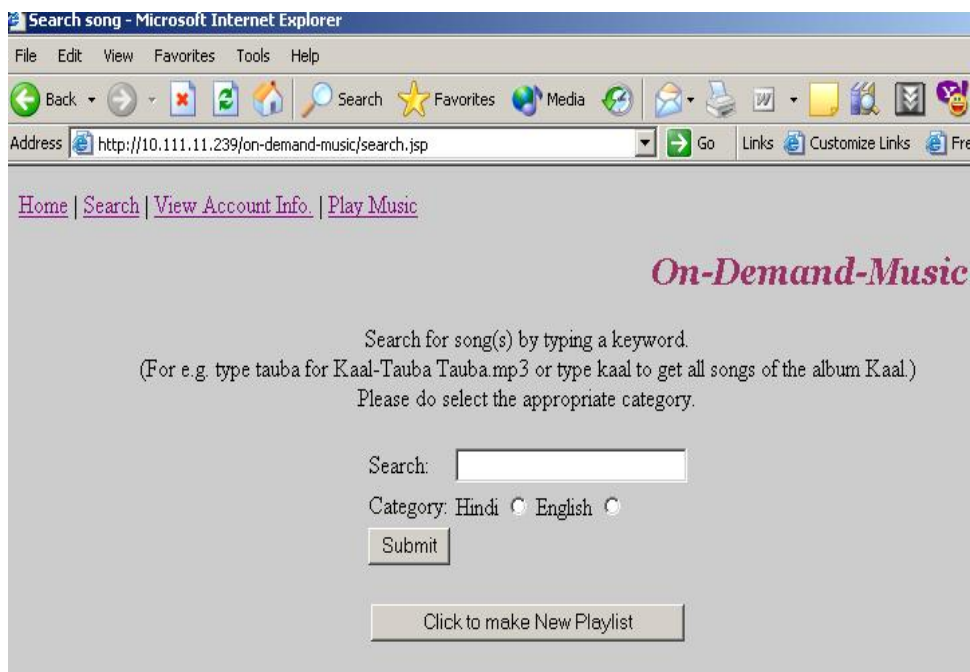 Search song - Microsoft Internet Explorer
File Edit View Favorites Tools Help
Back Search Favorites Media W
Address http://10.111.11.239/on-demand-music/search.jsp Go Links Customize Links Fre
Home | Search | View Account Info. | Play Music
On-Demand-Music
Search for song(s) by typing a keyword.
(For e.g. type tauba for Kaal-Tauba Tauba.mp3 or type kaal to get all songs of the album Kaal.)
Please do select the appropriate category.
Search:
Category: Hindi English
Submit
Click to make New Playlist